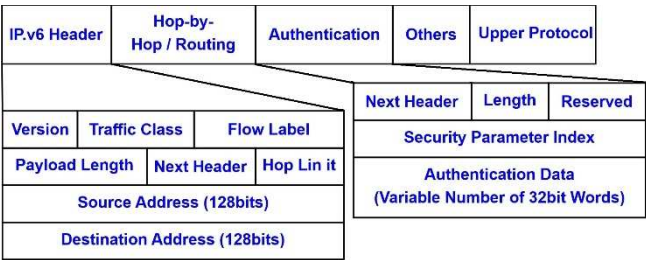 IP.v6 Header
Hop-by-
Hop / Routing
Authentication
Others
Upper Protocol
Next Header
Length
Reserved
Security Parameter Index
Authentication Data
(Variable Number of 32bit Words)
Version
Traffic Class
Flow Label
Payload Length
Next Header
Hop Lin it
Source Address (128bits)
Destination Address (128bits)